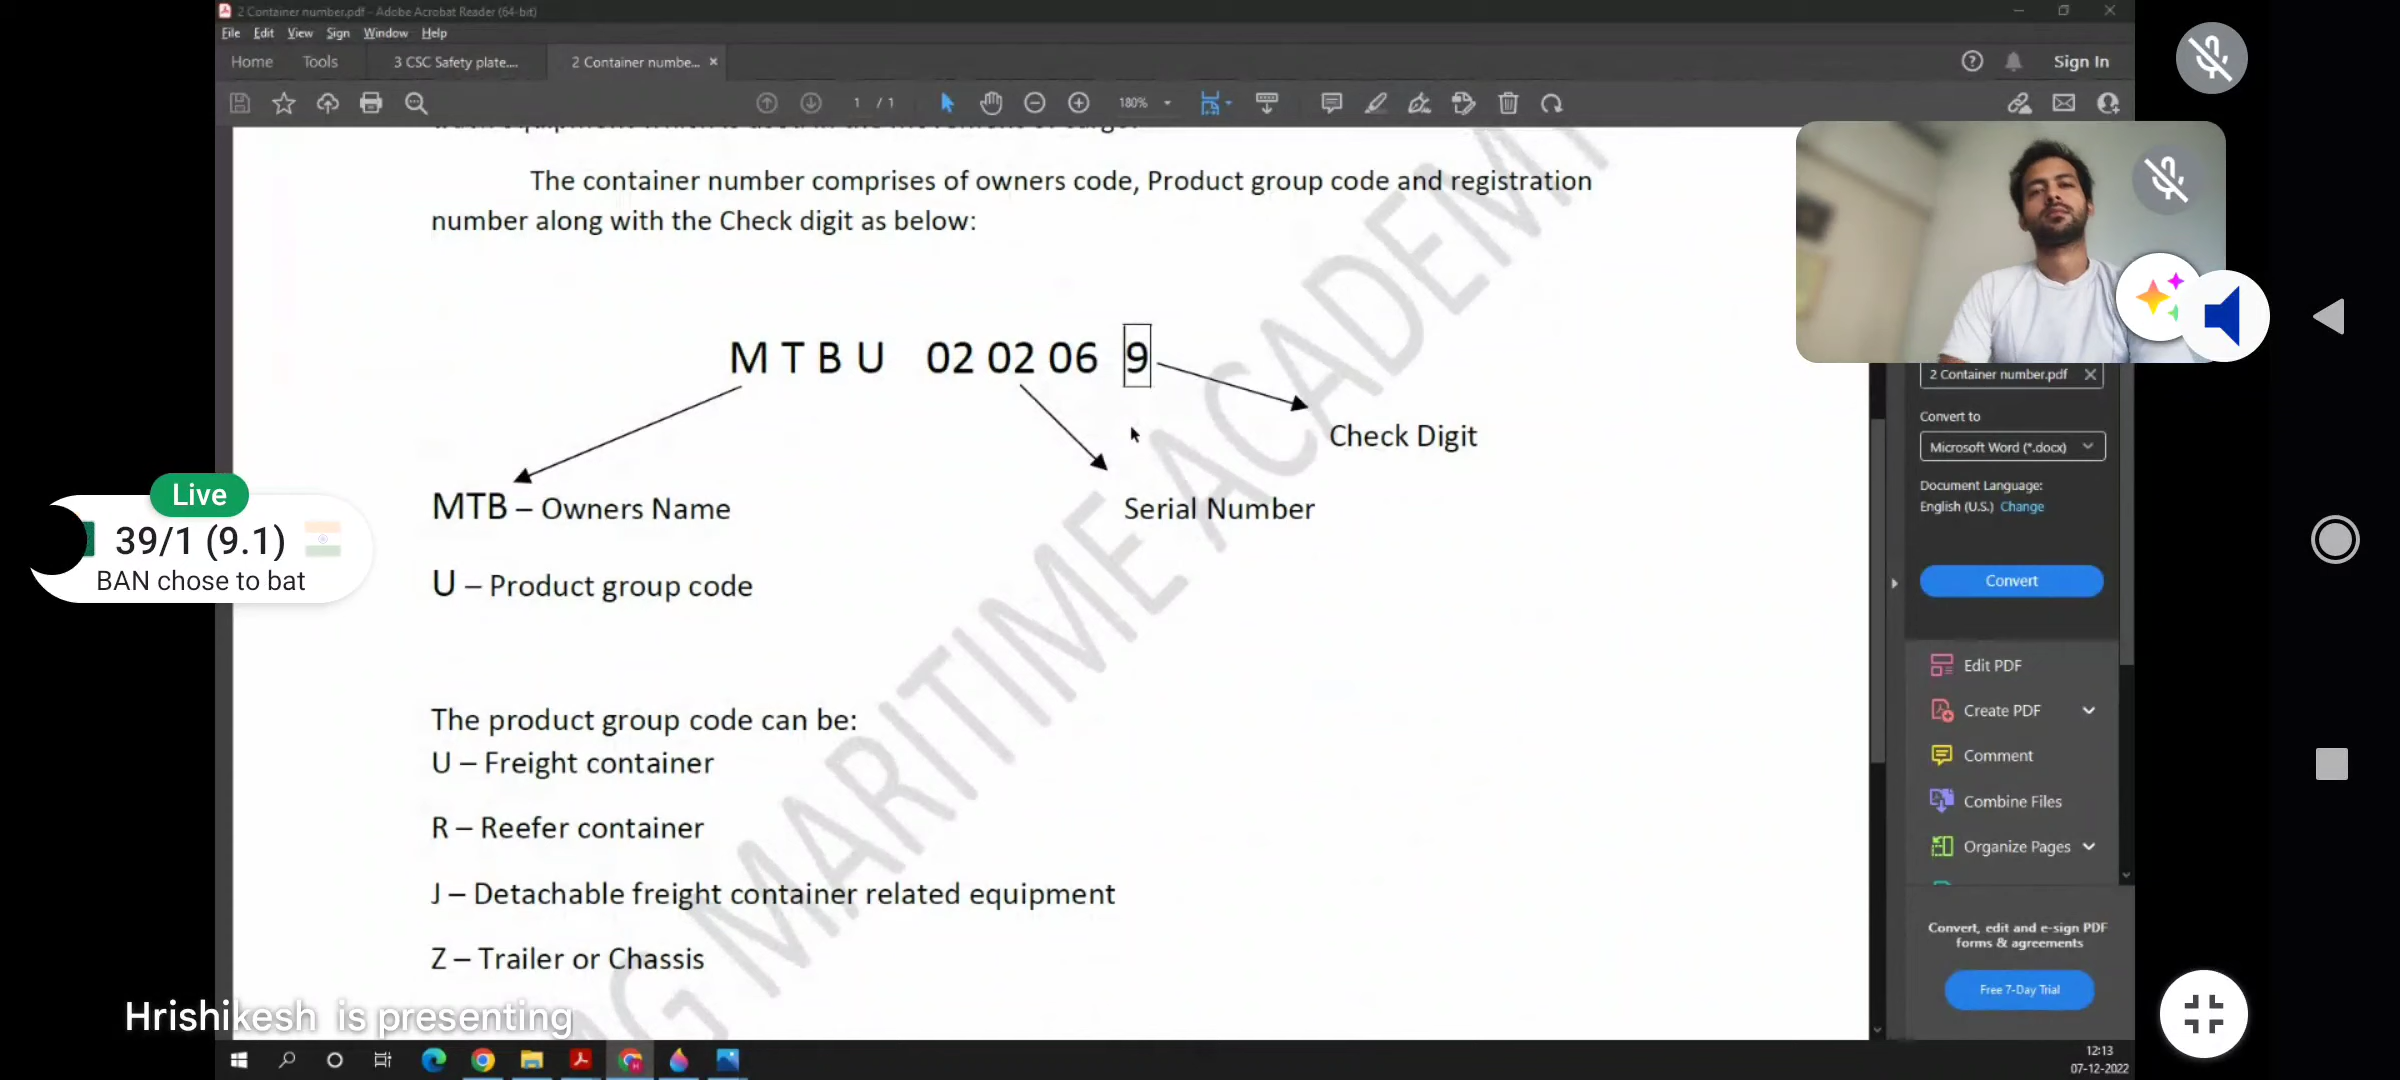 2 Container number.pdf - Adobe Acrobat Reader (64-bit)
File Edit View Sign Window Help
Home Tools 3 CSC Safety plate.... 2 Container numbe... × Sign In
1 / 1 180%
The container number comprises of owners code, Product group code and registration
number along with the Check digit as below:
M T B U 02 02 06 9
Check Digit
MTB – Owners Name
Serial Number
U – Product group code
The product group code can be:
U – Freight container
R – Reefer container
J – Detachable freight container related equipment
Z – Trailer or Chassis
MG MARITIME ACADEMY
Live
39/1 (9.1)
BAN chose to bat
Hrishikesh is presenting
2 Container number.pdf
Convert to
Microsoft Word (*.docx)
Document Language:
English (U.S.) Change
Convert
Edit PDF
Create PDF
Comment
Combine Files
Organize Pages
Convert, edit and e-sign PDF
forms & agreements
Free 7-Day Trial
12:13
07-12-2022